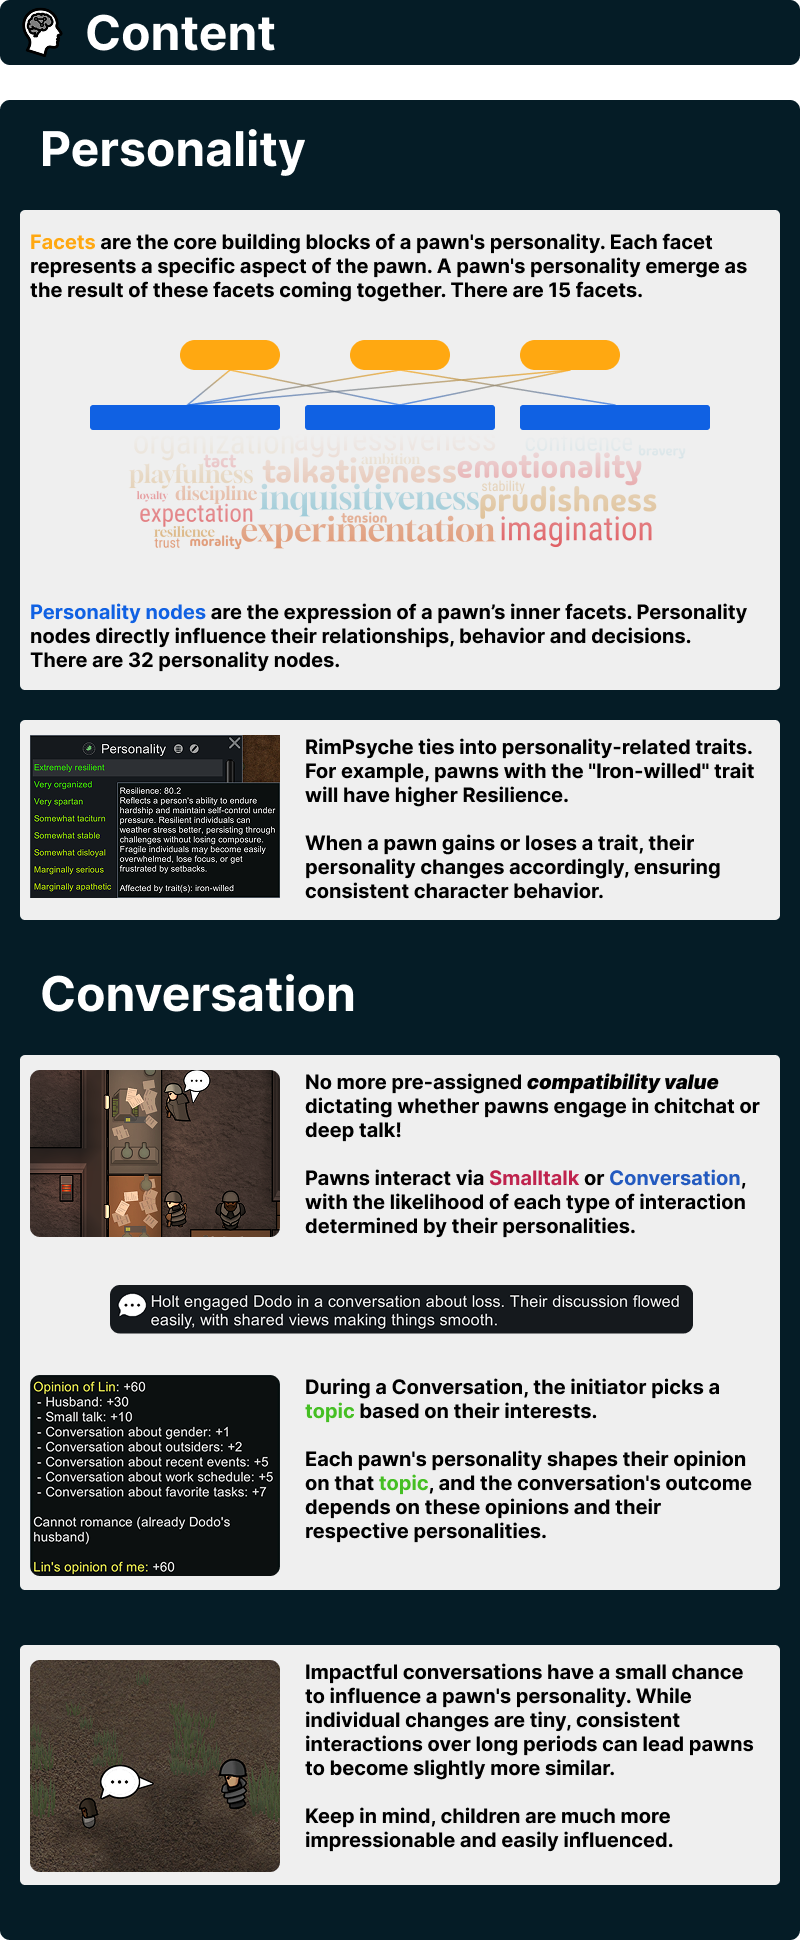 Content
Personality
Facets are the core building blocks of a pawn's personality. Each facet
represents a specific aspect of the pawn. A pawn's personality emerge as
the result of these facets coming together. There are 15 facets.
organization aggressiveness confidence bravery
tact ambition
playfulness talkativeness emotionality
loyalty discipline inquisitiveness stability prudishness
expectation tension
resilience experimentation imagination
trust morality
Personality nodes are the expression of a pawn’s inner facets. Personality
nodes directly influence their relationships, behavior and decisions.
There are 32 personality nodes.
Personality
Extremely resilient
Very organized
Very spartan
Somewhat taciturn
Somewhat stable
Somewhat disloyal
Marginally serious
Marginally apathetic
Resilience: 80.2
Reflects a person's ability to endure
hardship and maintain self-control under
pressure. Resilient individuals can
weather stress better, persisting through
challenges without losing composure.
Fragile individuals may become easily
overwhelmed, lose focus, or get
frustrated by setbacks.
Affected by trait(s): iron-willed
RimPsyche ties into personality-related traits.
For example, pawns with the "Iron-willed" trait
will have higher Resilience.
When a pawn gains or loses a trait, their
personality changes accordingly, ensuring
consistent character behavior.
Conversation
No more pre-assigned compatibility value
dictating whether pawns engage in chitchat or
deep talk!
Pawns interact via Smalltalk or Conversation,
with the likelihood of each type of interaction
determined by their personalities.
Holt engaged Dodo in a conversation about loss. Their discussion flowed
easily, with shared views making things smooth.
Opinion of Lin: +60
- Husband: +30
- Small talk: +10
- Conversation about gender: +1
- Conversation about outsiders: +2
- Conversation about recent events: +5
- Conversation about work schedule: +5
- Conversation about favorite tasks: +7
Cannot romance (already Dodo's
husband)
Lin's opinion of me: +60
During a Conversation, the initiator picks a
topic based on their interests.
Each pawn's personality shapes their opinion
on that topic, and the conversation's outcome
depends on these opinions and their
respective personalities.
Impactful conversations have a small chance
to influence a pawn's personality. While
individual changes are tiny, consistent
interactions over long periods can lead pawns
to become slightly more similar.
Keep in mind, children are much more
impressionable and easily influenced.